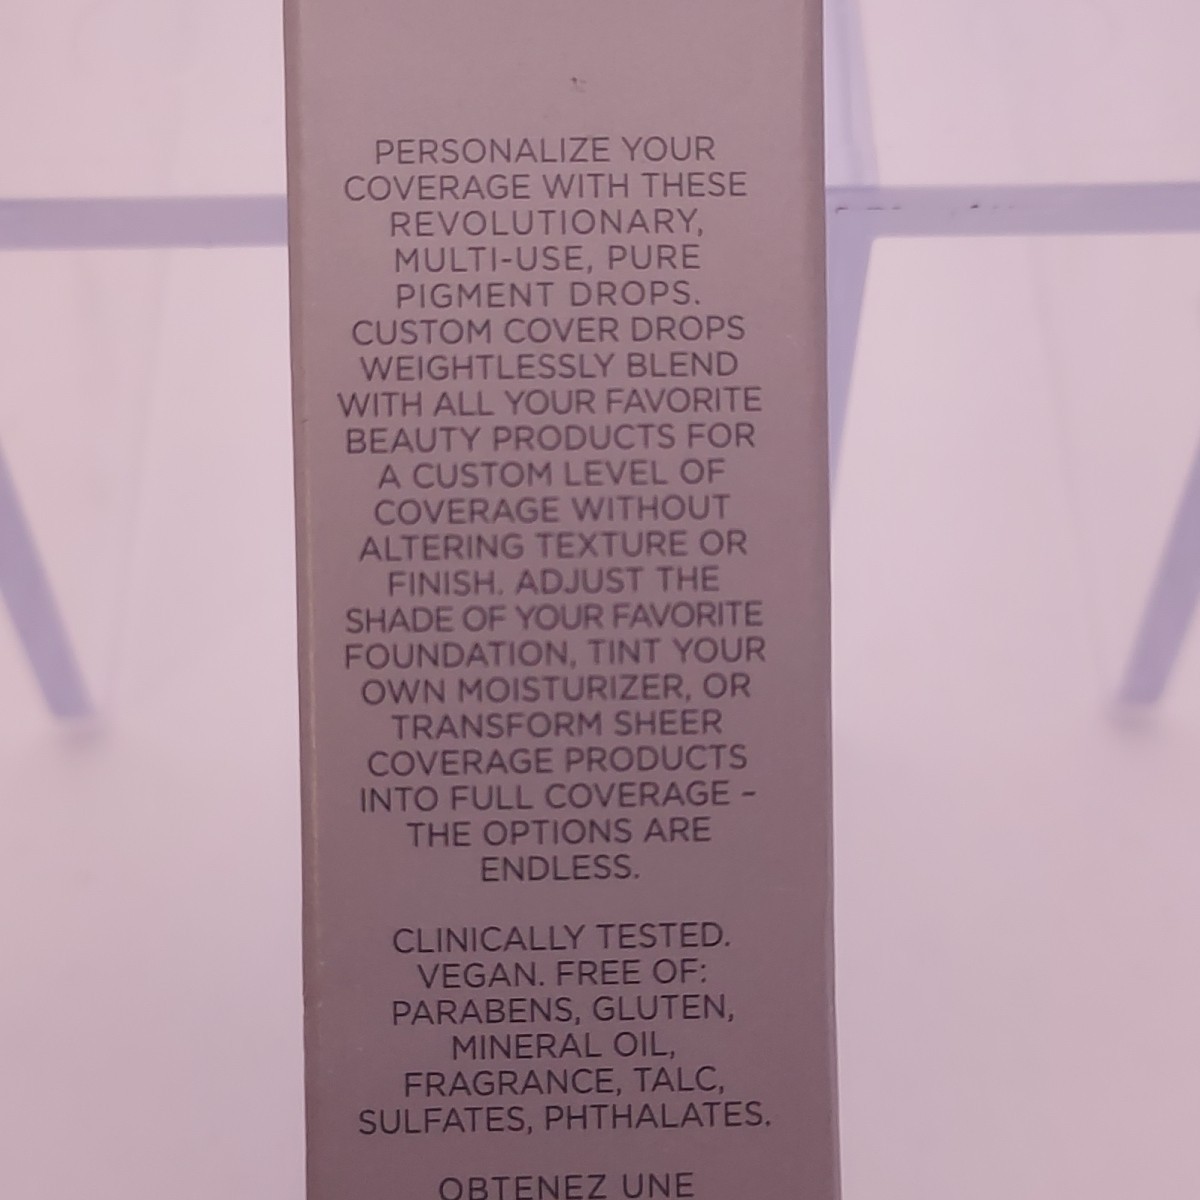 PERSONALIZE YOUR
COVERAGE WITH THESE
REVOLUTIONARY,
MULTI-USE, PURE
PIGMENT DROPS.
CUSTOM COVER DROPS
WEIGHTLESSLY BLEND
WITH ALL YOUR FAVORITE
BEAUTY PRODUCTS FOR
A CUSTOM LEVEL OF
COVERAGE WITHOUT
ALTERING TEXTURE OR
FINISH. ADJUST THE
SHADE OF YOUR FAVORITE
FOUNDATION, TINT YOUR
OWN MOISTURIZER, OR
TRANSFORM SHEER
COVERAGE PRODUCTS
INTO FULL COVERAGE –
THE OPTIONS ARE
ENDLESS.
CLINICALLY TESTED.
VEGAN. FREE OF:
PARABENS, GLUTEN,
MINERAL OIL,
FRAGRANCE, TALC,
SULFATES, PHTHALATES.
OBTENEZ UNE